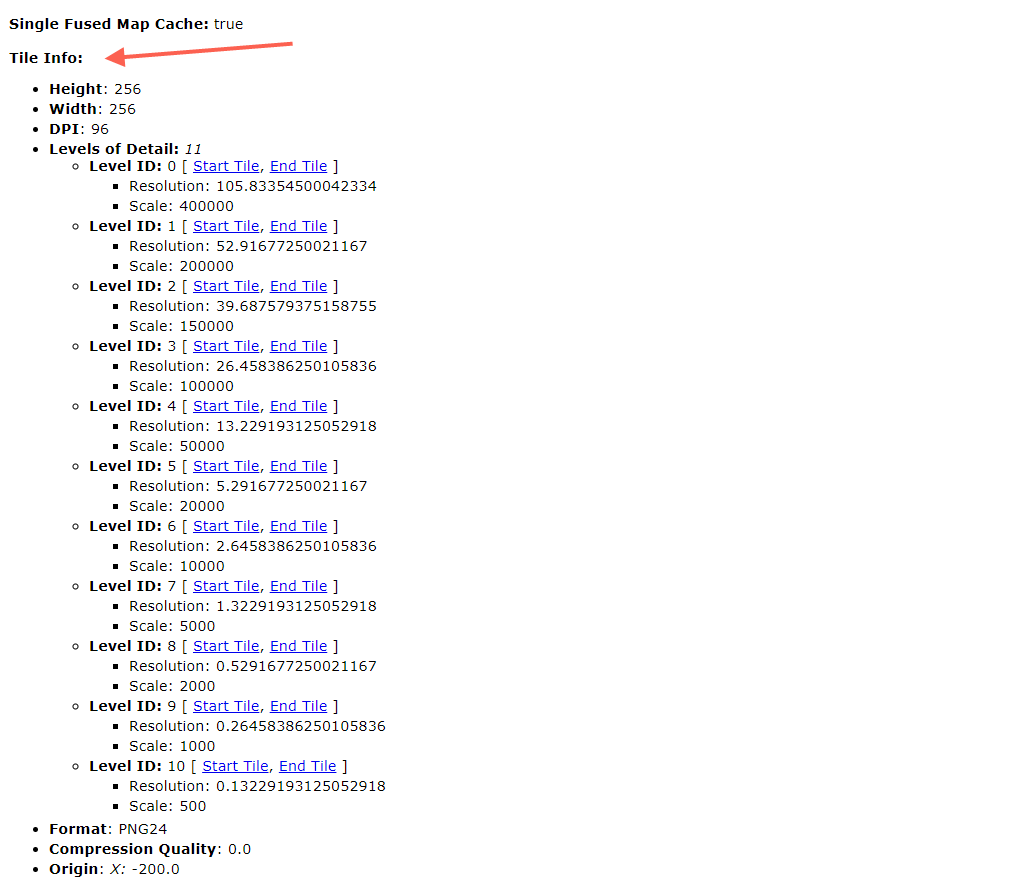 Single Fused Map Cache: true
Tile Info:
Height: 256
Width: 256
DPI: 96
Levels of Detail: 11
Level ID: 0 [ Start Tile, End Tile ]
Resolution: 105.83354500042334
Scale: 400000
Level ID: 1 [ Start Tile, End Tile ]
Resolution: 52.91677250021167
Scale: 200000
Level ID: 2 [ Start Tile, End Tile ]
Resolution: 39.687579375158755
Scale: 150000
Level ID: 3 [ Start Tile, End Tile ]
Resolution: 26.458386250105836
Scale: 100000
Level ID: 4 [ Start Tile, End Tile ]
Resolution: 13.229193125052918
Scale: 50000
Level ID: 5 [ Start Tile, End Tile ]
Resolution: 5.291677250021167
Scale: 20000
Level ID: 6 [ Start Tile, End Tile ]
Resolution: 2.6458386250105836
Scale: 10000
Level ID: 7 [ Start Tile, End Tile ]
Resolution: 1.3229193125052918
Scale: 5000
Level ID: 8 [ Start Tile, End Tile ]
Resolution: 0.5291677250021167
Scale: 2000
Level ID: 9 [ Start Tile, End Tile ]
Resolution: 0.26458386250105836
Scale: 1000
Level ID: 10 [ Start Tile, End Tile ]
Resolution: 0.13229193125052918
Scale: 500
Format: PNG24
Compression Quality: 0.0
Origin: X: -200.0